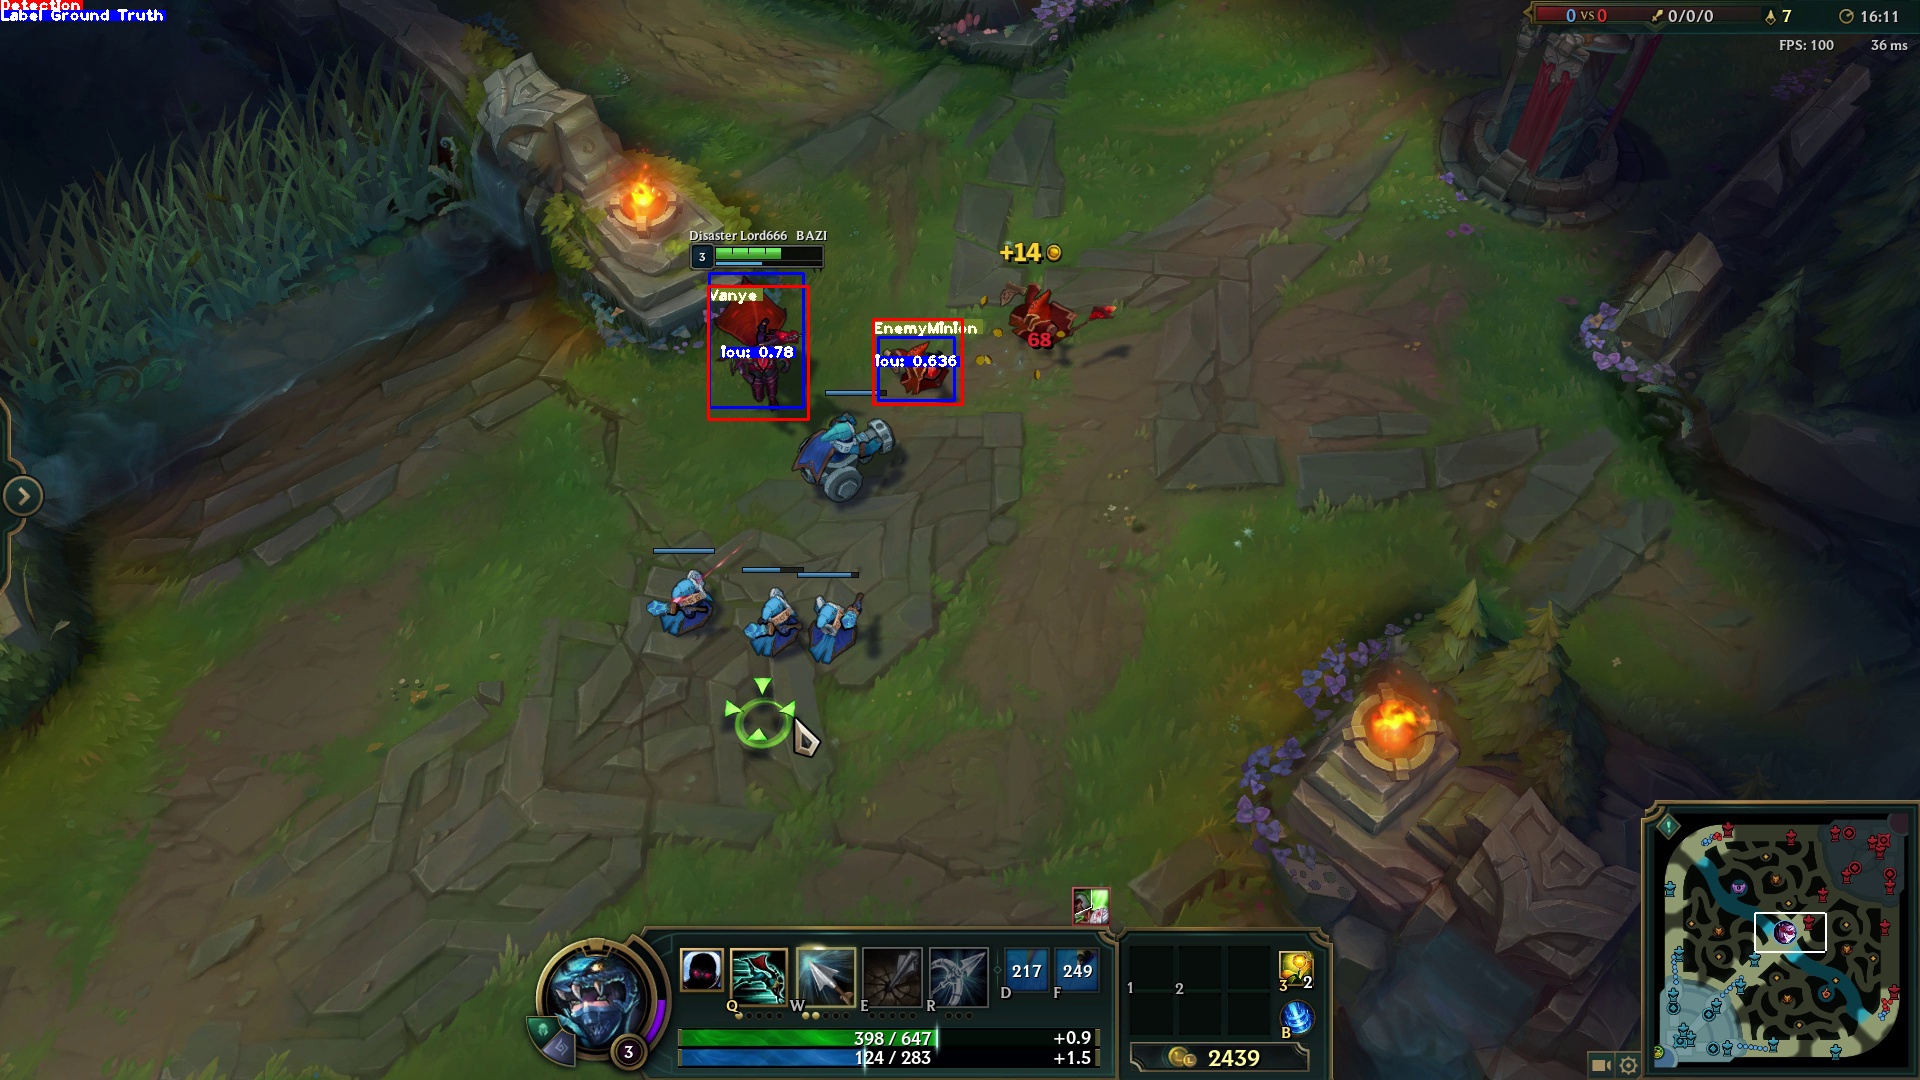 Detection
Label Ground Truth
0 VS 0
0/0/0
7
16:11
FPS: 100
36 ms
Disaster Lord666 BAZI
3
+14
Vanye
EnemyMinion
68
Iou: 0.78
Iou: 0.636
217
249
Q
W
E
R
D
F
1
2
3
2
B
3
398 / 647
+0.9
124 / 283
+1.5
2439